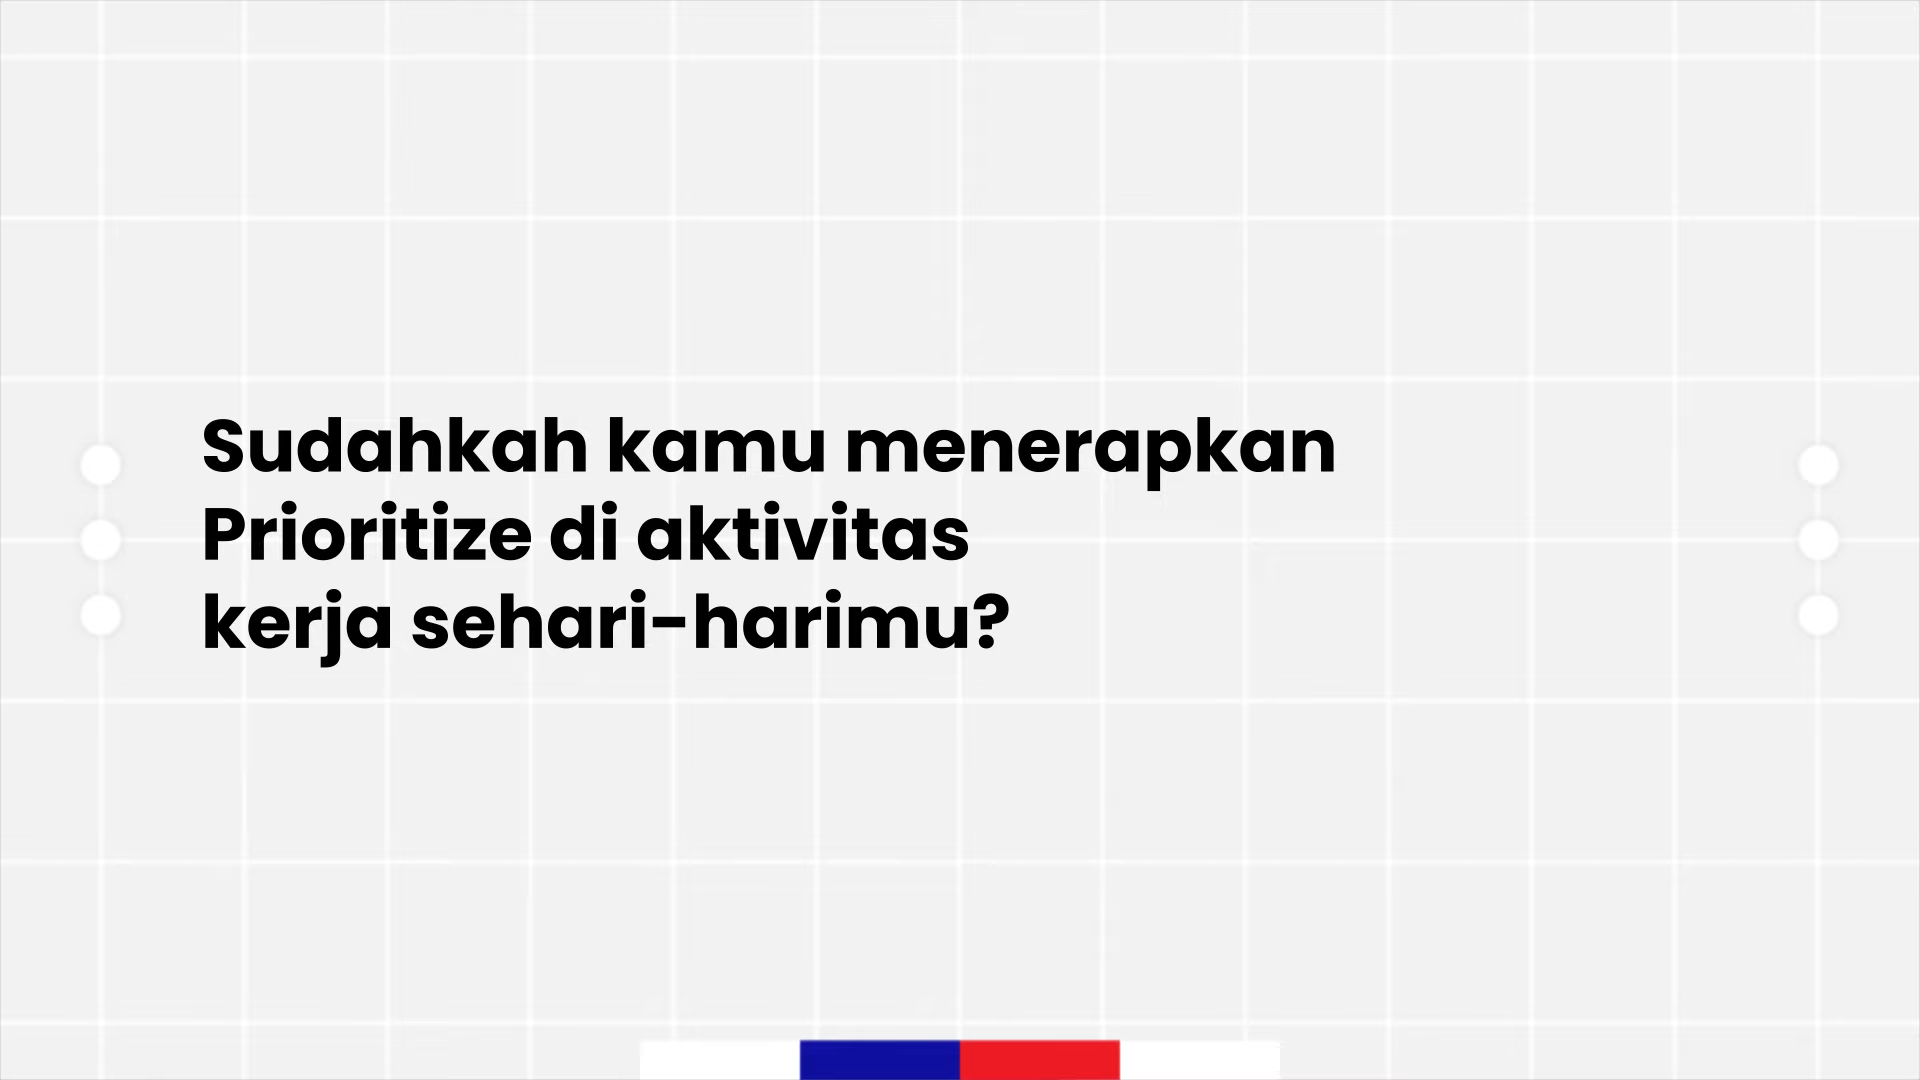 Sudahkah kamu menerapkan
Prioritize di aktivitas
kerja sehari-harimu?